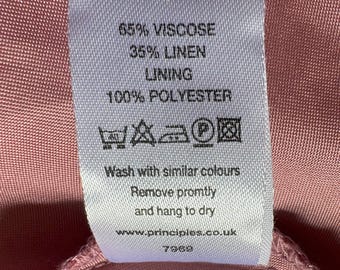 65% VISCOSE
35% LINEN
LINING
100% POLYESTER
40 P
Wash with similar colours
Remove promtly
and hang to dry
www.principles.co.uk
7969